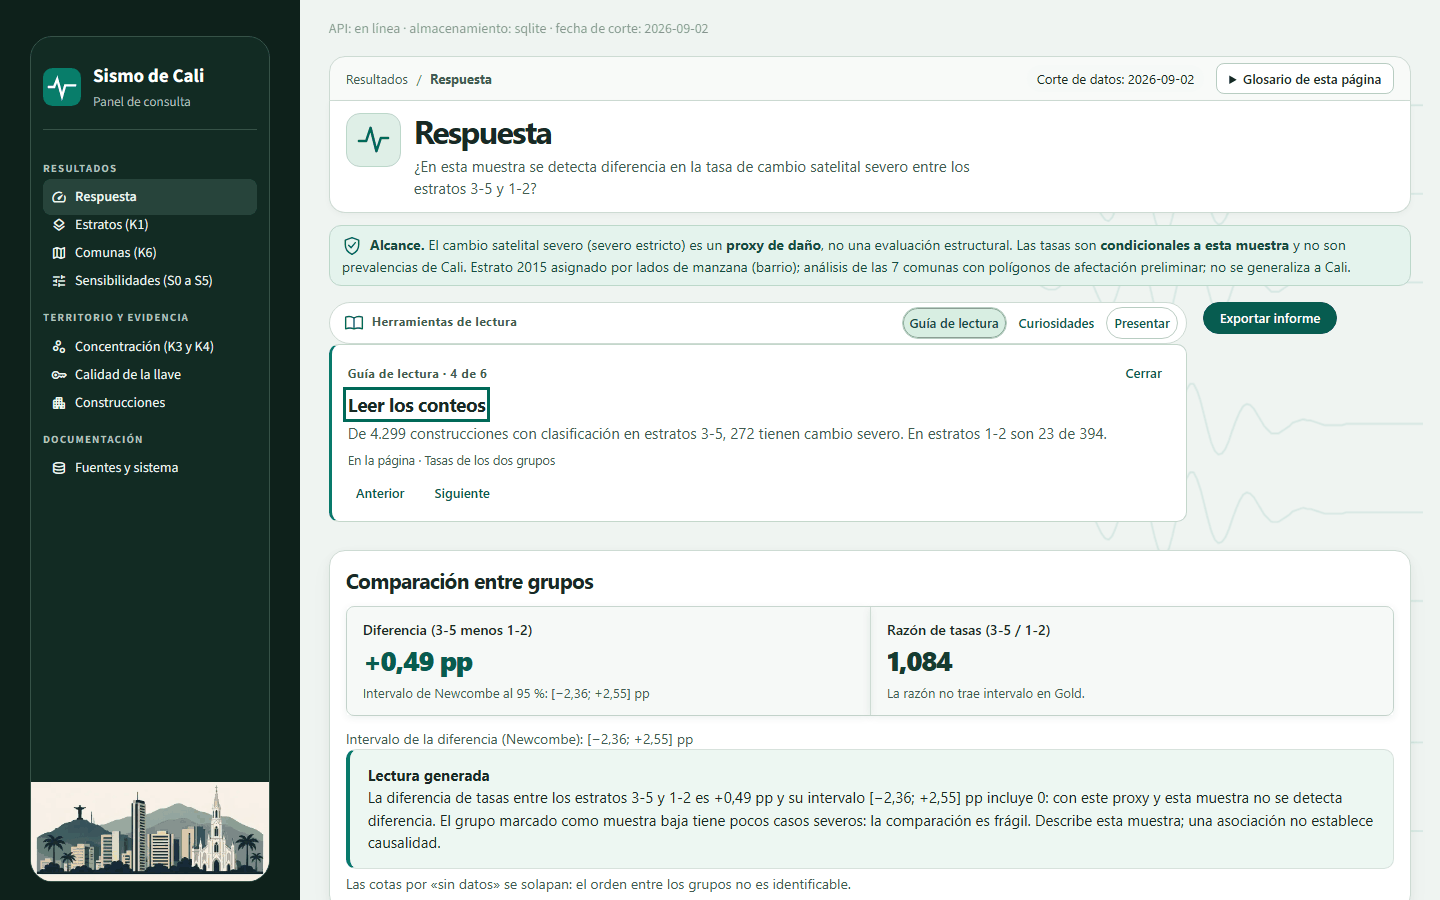 Sismo de Cali
Panel de consulta
RESULTADOS
Respuesta
Estratos (K1)
Comunas (K6)
Sensibilidades (S0 a S5)
TERRITORIO Y EVIDENCIA
Concentración (K3 y K4)
Calidad de la llave
Construcciones
DOCUMENTACIÓN
Fuentes y sistema
API: en línea · almacenamiento: sqlite · fecha de corte: 2026-09-02
Resultados / Respuesta
Corte de datos: 2026-09-02
▶ Glosario de esta página
Respuesta
¿En esta muestra se detecta diferencia en la tasa de cambio satelital severo entre los
estratos 3-5 y 1-2?
Alcance. El cambio satelital severo (severo estricto) es un proxy de daño, no una evaluación estructural. Las tasas son condicionales a esta muestra y no son
prevalencias de Cali. Estrato 2015 asignado por lados de manzana (barrio); análisis de las 7 comunas con polígonos de afectación preliminar; no se generaliza a Cali.
Herramientas de lectura
Guía de lectura
Curiosidades
Presentar
Exportar informe
Guía de lectura · 4 de 6
Cerrar
Leer los conteos
De 4.299 construcciones con clasificación en estratos 3-5, 272 tienen cambio severo. En estratos 1-2 son 23 de 394.
En la página · Tasas de los dos grupos
Anterior
Siguiente
Comparación entre grupos
Diferencia (3-5 menos 1-2)
+0,49 pp
Intervalo de Newcombe al 95 %: [−2,36; +2,55] pp
Razón de tasas (3-5 / 1-2)
1,084
La razón no trae intervalo en Gold.
Intervalo de la diferencia (Newcombe): [−2,36; +2,55] pp
Lectura generada
La diferencia de tasas entre los estratos 3-5 y 1-2 es +0,49 pp y su intervalo [−2,36; +2,55] pp incluye 0: con este proxy y esta muestra no se detecta
diferencia. El grupo marcado como muestra baja tiene pocos casos severos: la comparación es frágil. Describe esta muestra; una asociación no establece
causalidad.
Las cotas por «sin datos» se solapan: el orden entre los grupos no es identificable.